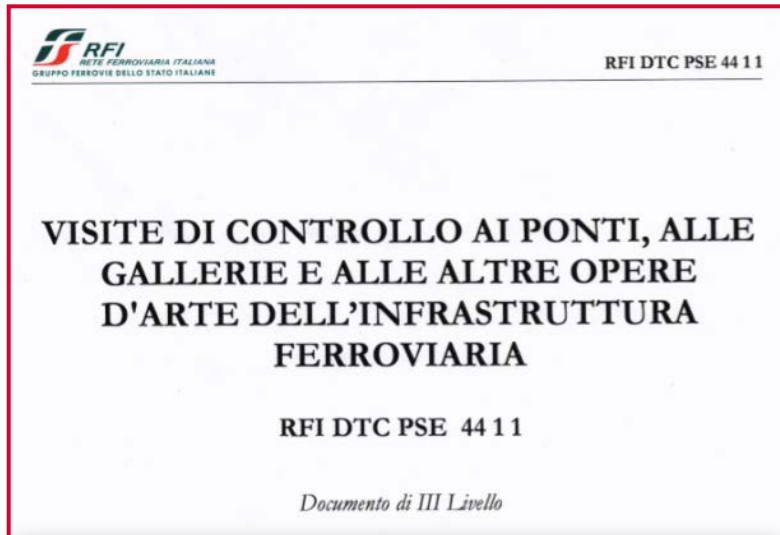 RFI
RETE FERROVIARIA ITALIANA
GRUPPO FERROVIE DELLO STATO ITALIANE
RFI DTC PSE 44 1 1
VISITE DI CONTROLLO AI PONTI, ALLE
GALLERIE E ALLE ALTRE OPERE
D'ARTE DELL’INFRASTRUTTURA
FERROVIARIA
RFI DTC PSE 44 1 1
Documento di III Livello